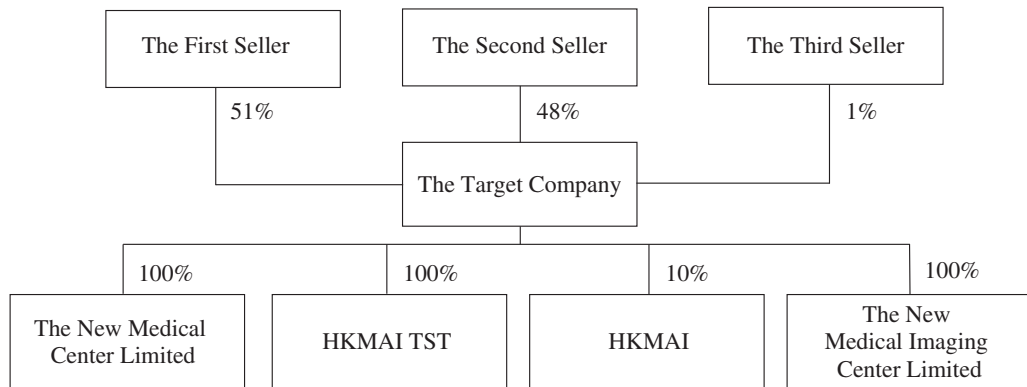 The First Seller
The Second Seller
The Third Seller
51%
48%
1%
The Target Company
100%
100%
10%
100%
The New Medical
Center Limited
HKMAI TST
HKMAI
The New
Medical Imaging
Center Limited